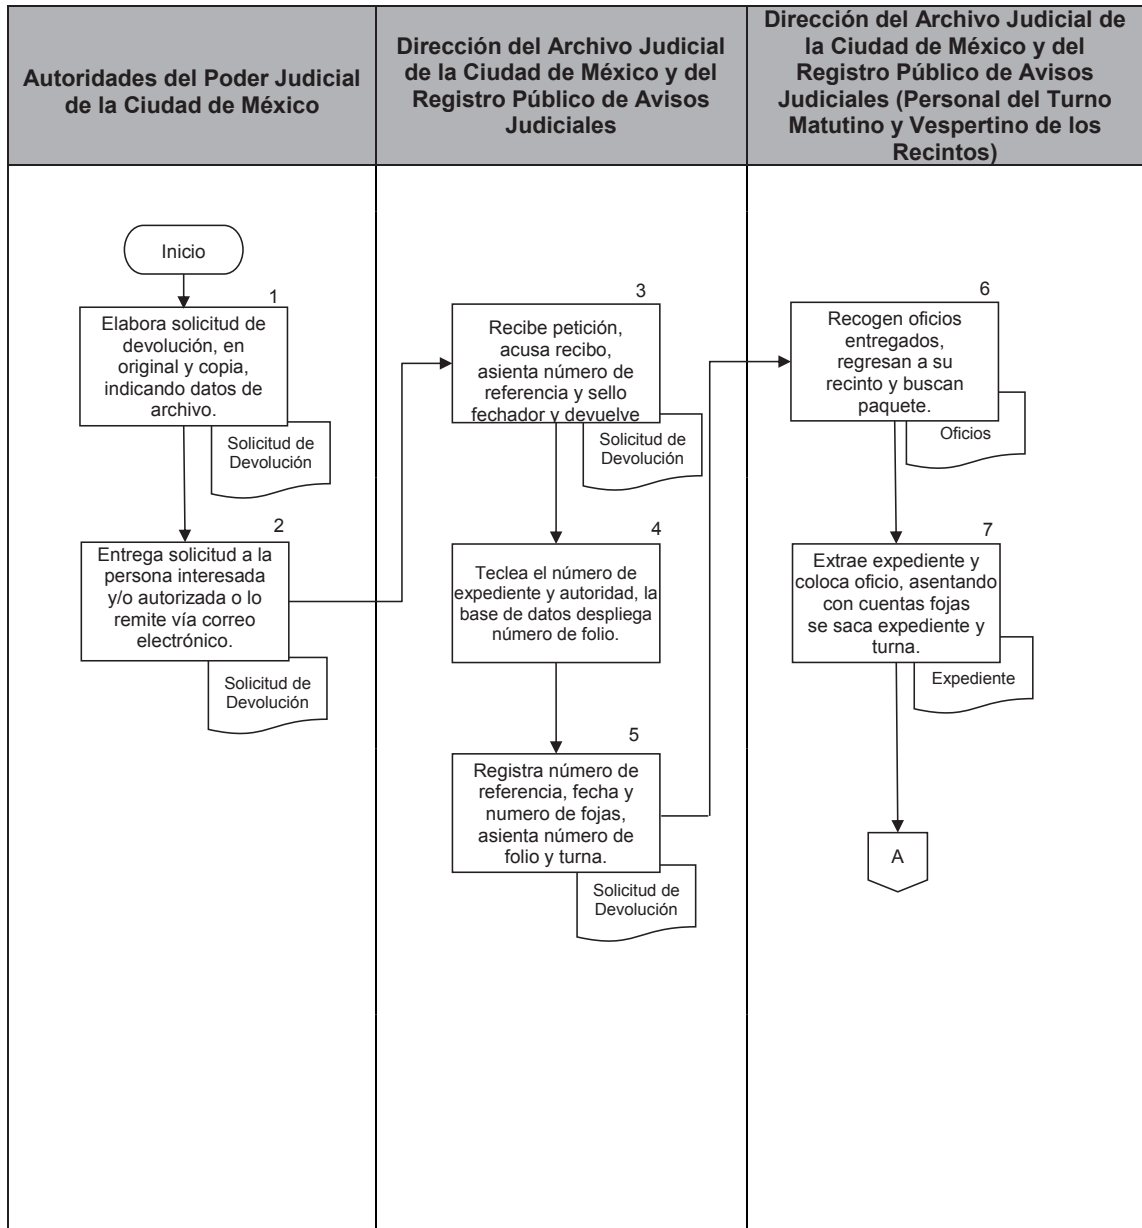 Autoridades del Poder Judicial
de la Ciudad de México
Dirección del Archivo Judicial
de la Ciudad de México y del
Registro Público de Avisos
Judiciales
Dirección del Archivo Judicial de
la Ciudad de México y del
Registro Público de Avisos
Judiciales (Personal del Turno
Matutino y Vespertino de los
Recintos)
Inicio
1
Elabora solicitud de
devolución, en
original y copia,
indicando datos de
archivo.
Solicitud de
Devolución
2
Entrega solicitud a la
persona interesada
y/o autorizada o lo
remite vía correo
electrónico.
Solicitud de
Devolución
3
Recibe petición,
acusa recibo,
asienta número de
referencia y sello
fechador y devuelve
Solicitud de
Devolución
4
Teclea el número de
expediente y autoridad, la
base de datos despliega
número de folio.
5
Registra número de
referencia, fecha y
numero de fojas,
asienta número de
folio y turna.
Solicitud de
Devolución
6
Recogen oficios
entregados,
regresan a su
recinto y buscan
paquete.
Oficios
7
Extrae expediente y
coloca oficio, asentando
con cuentas fojas
se saca expediente y
turna.
Expediente
A